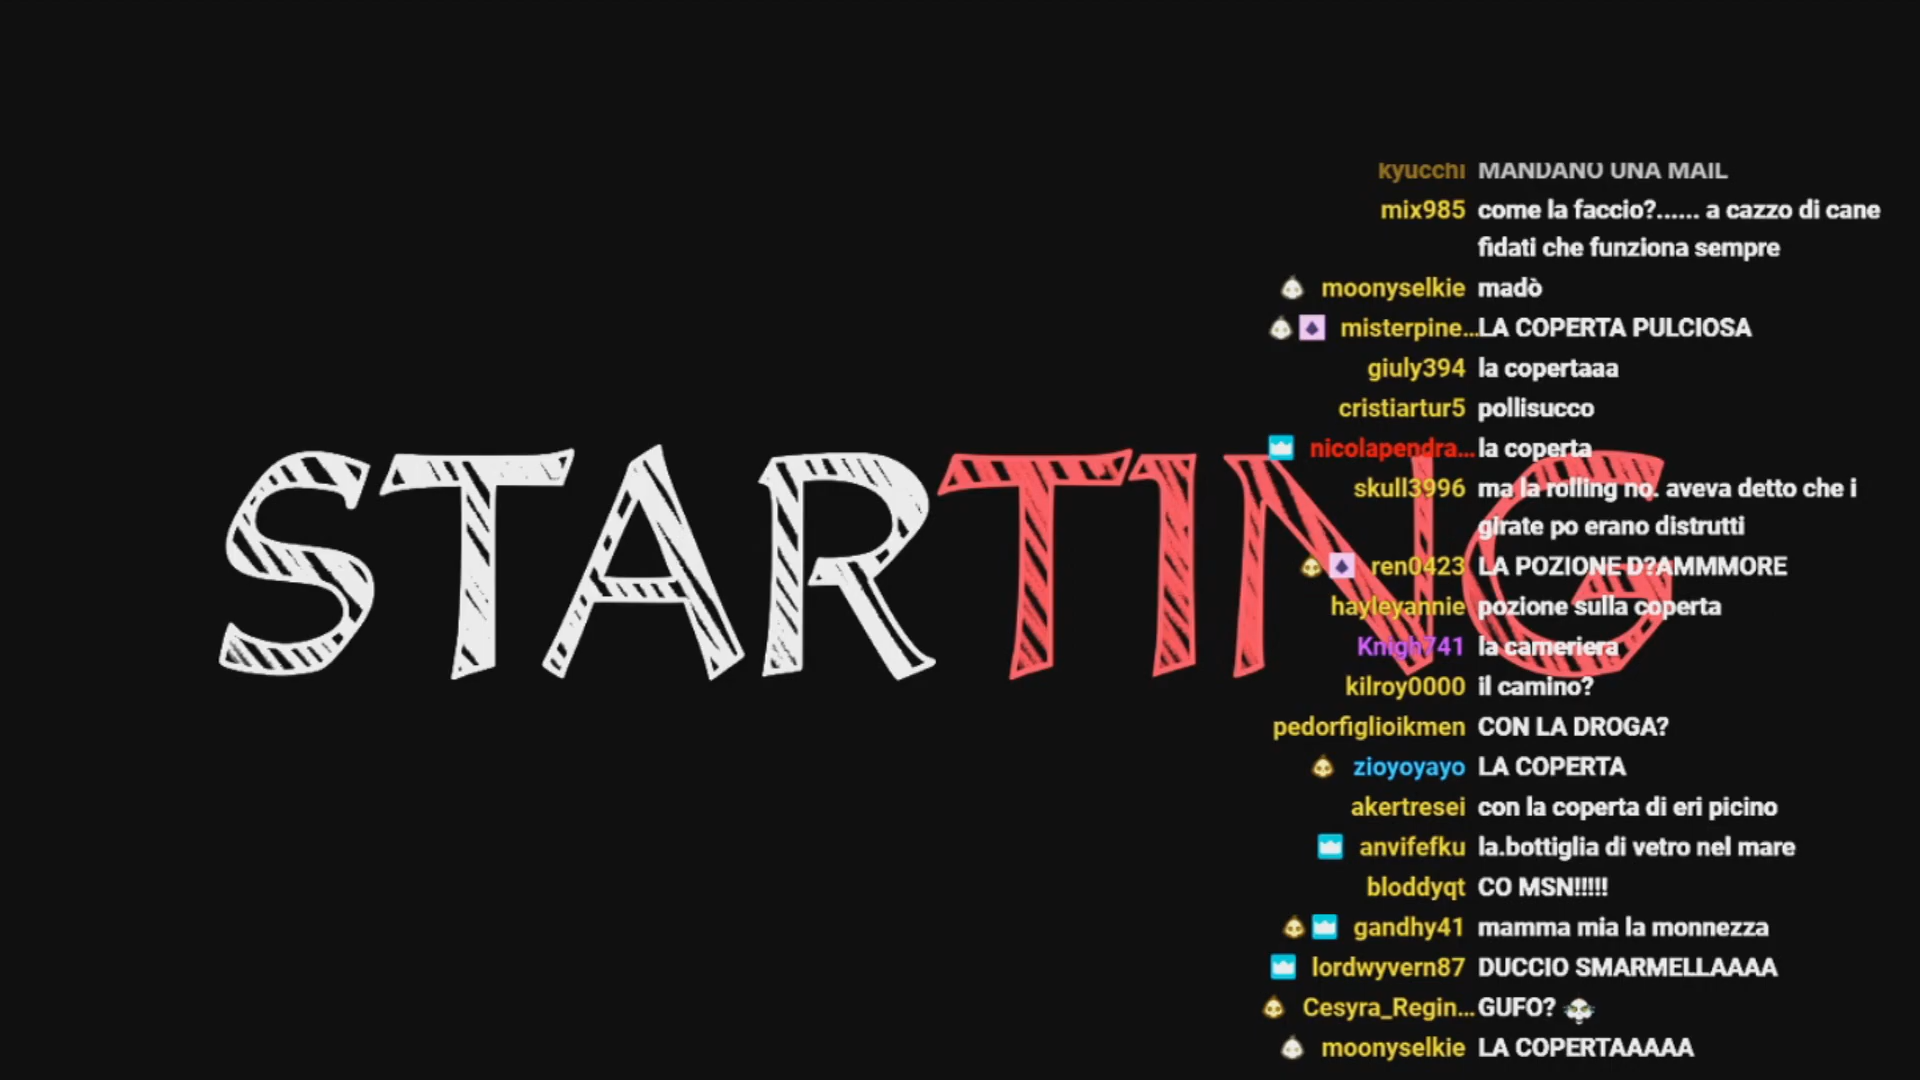 kyucchi MANDANO UNA MAIL
mix985 come la faccio?...... a cazzo di cane
fidati che funziona sempre
moonyselkie madò
misterpine... LA COPERTA PULCIOSA
giuly394 la copertaaa
cristiartur5 pollisucco
nicolapendra... la coperta
STARTING
skull3996 ma la rolling no. aveva detto che i
girate po erano distrutti
ren0423 LA POZIONE D?AMMMORE
hayleyannie pozione sulla coperta
Knigh741 la cameriera
kilroy0000 il camino?
pedorfiglioikmen CON LA DROGA?
zioyoyayo LA COPERTA
akertresei con la coperta di eri picino
anvifefku la.bottiglia di vetro nel mare
bloddyqt CO MSN!!!!!
gandhy41 mamma mia la monnezza
lordwyvern87 DUCCIO SMARMELLAAAA
Cesyra_Regin... GUFO?
moonyselkie LA COPERTAAAAA